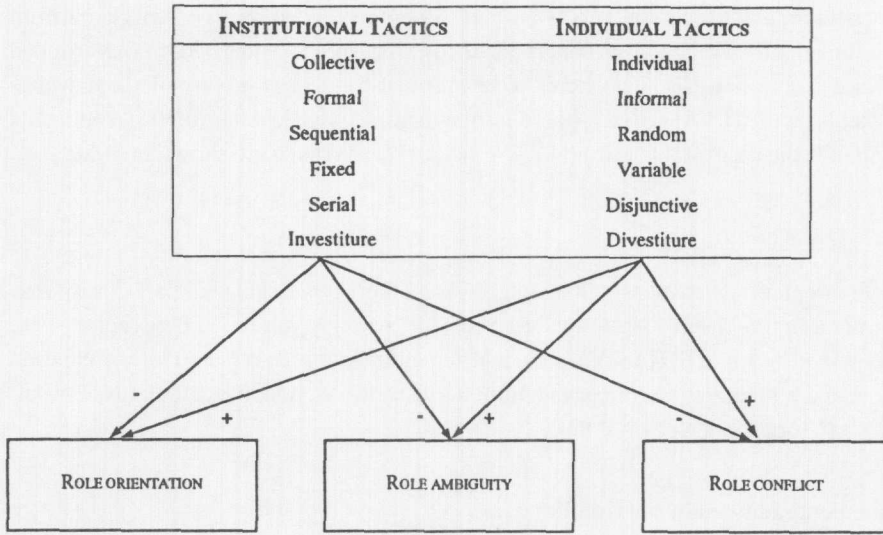 INSTITUTIONAL TACTICS INDIVIDUAL TACTICS
Collective Individual
Formal Informal
Sequential Random
Fixed Variable
Serial Disjunctive
Investiture Divestiture
- + - + - +
ROLE ORIENTATION ROLE AMBIGUITY ROLE CONFLICT